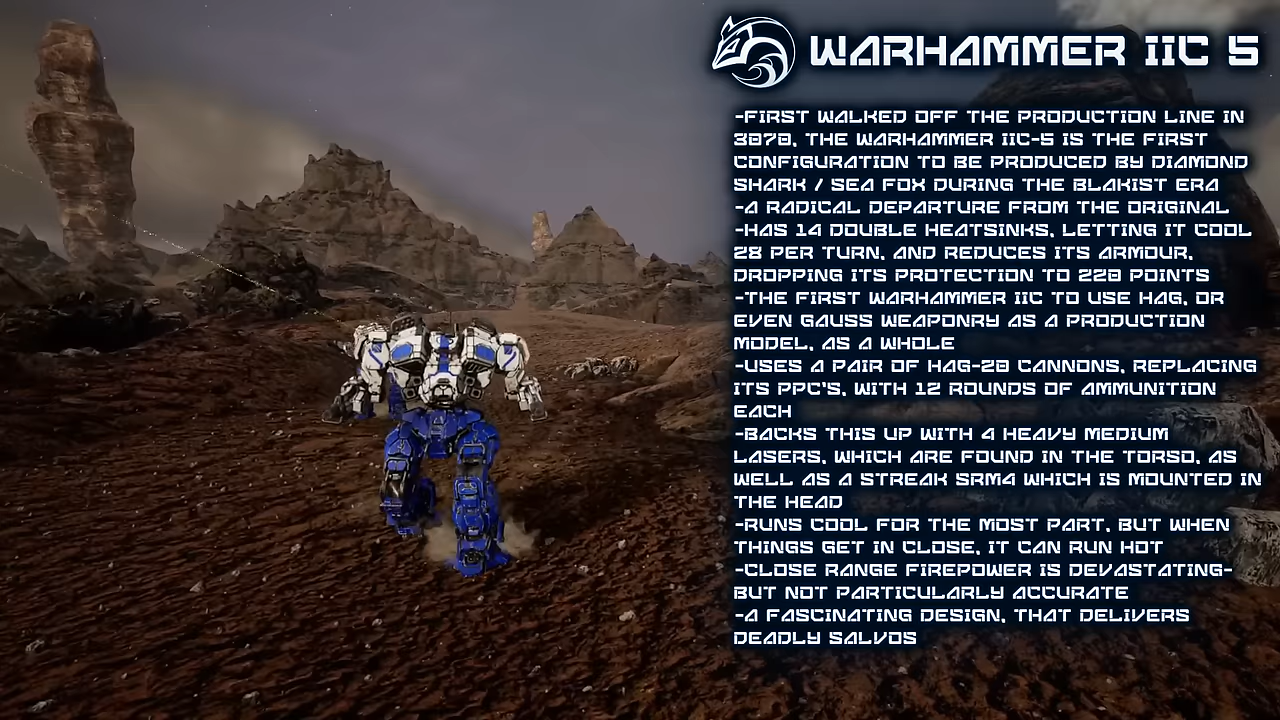 WARHAMMER IIC 5
-FIRST WALKED OFF THE PRODUCTION LINE IN
3070, THE WARHAMMER IIC-5 IS THE FIRST
CONFIGURATION TO BE PRODUCED BY DIAMOND
SHARK / SEA FOX DURING THE BLAKIST ERA
-A RADICAL DEPARTURE FROM THE ORIGINAL
-HAS 14 DOUBLE HEATSINKS, LETTING IT COOL
28 PER TURN, AND REDUCES ITS ARMOUR,
DROPPING ITS PROTECTION TO 220 POINTS
-THE FIRST WARHAMMER IIC TO USE HAG, OR
EVEN GAUSS WEAPONRY AS A PRODUCTION
MODEL, AS A WHOLE
-USES A PAIR OF HAG-20 CANNONS, REPLACING
ITS PPC'S, WITH 12 ROUNDS OF AMMUNITION
EACH
-BACKS THIS UP WITH 4 HEAVY MEDIUM
LASERS, WHICH ARE FOUND IN THE TORSO, AS
WELL AS A STREAK SRM4 WHICH IS MOUNTED IN
THE HEAD
-RUNS COOL FOR THE MOST PART, BUT WHEN
THINGS GET IN CLOSE, IT CAN RUN HOT
-CLOSE RANGE FIREPOWER IS DEVASTATING-
BUT NOT PARTICULARLY ACCURATE
-A FASCINATING DESIGN, THAT DELIVERS
DEADLY SALVOS